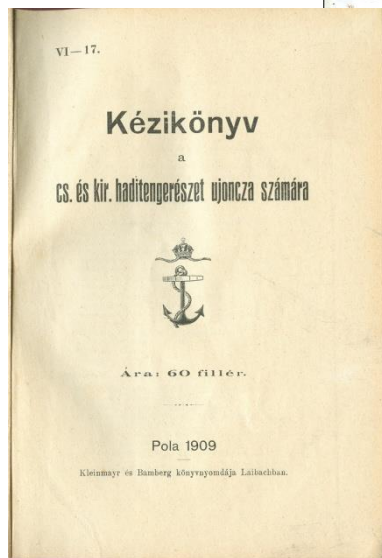 VI—17.
Kézikönyv
a
cs. és kir. haditengerészet ujoncza számára
Ára: 60 fillér.
Pola 1909
Kleinmayr és Bamberg könyvnyomdája Laibachban.